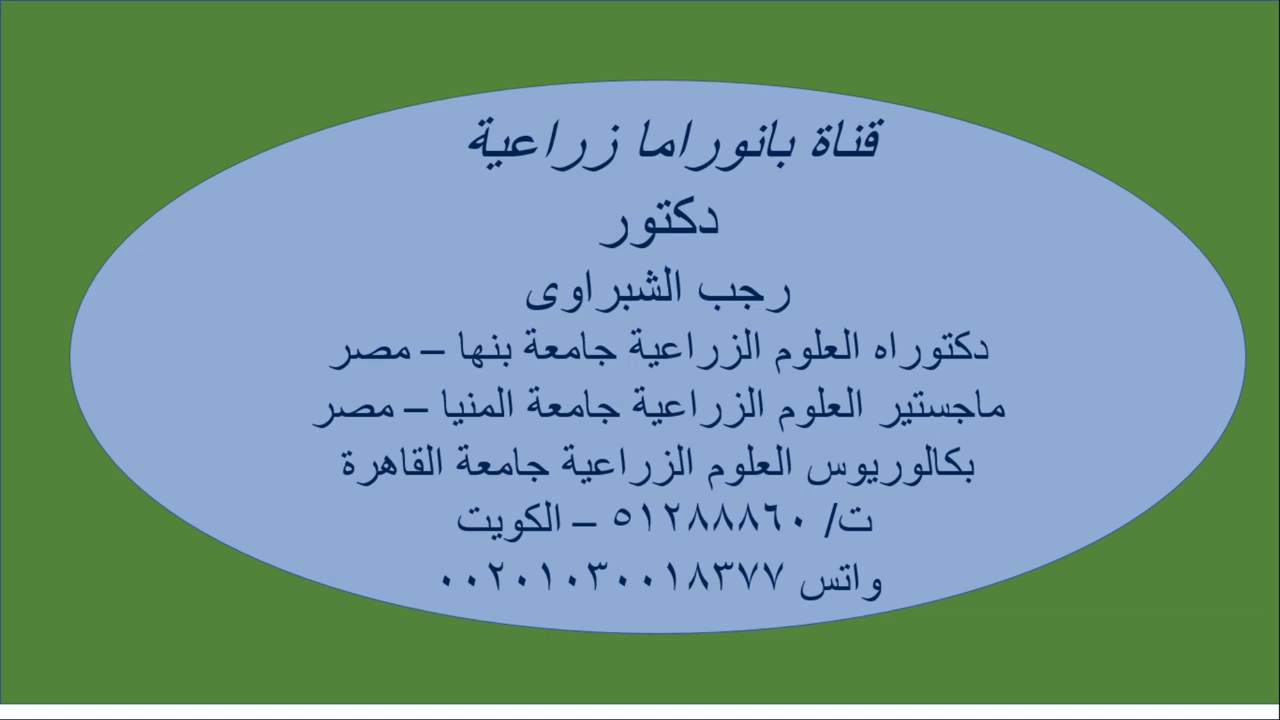 قناة بانوراما زراعية
دكتور
رجب الشبراوى
دكتوراه العلوم الزراعية جامعة بنها – مصر
ماجستير العلوم الزراعية جامعة المنيا – مصر
بكالوريوس العلوم الزراعية جامعة القاهرة
ت/ ٥١٢٨٨٨٦٠ – الكويت
واتس ٠٠٢٠١٠٣٠٠١٨٣٧٧